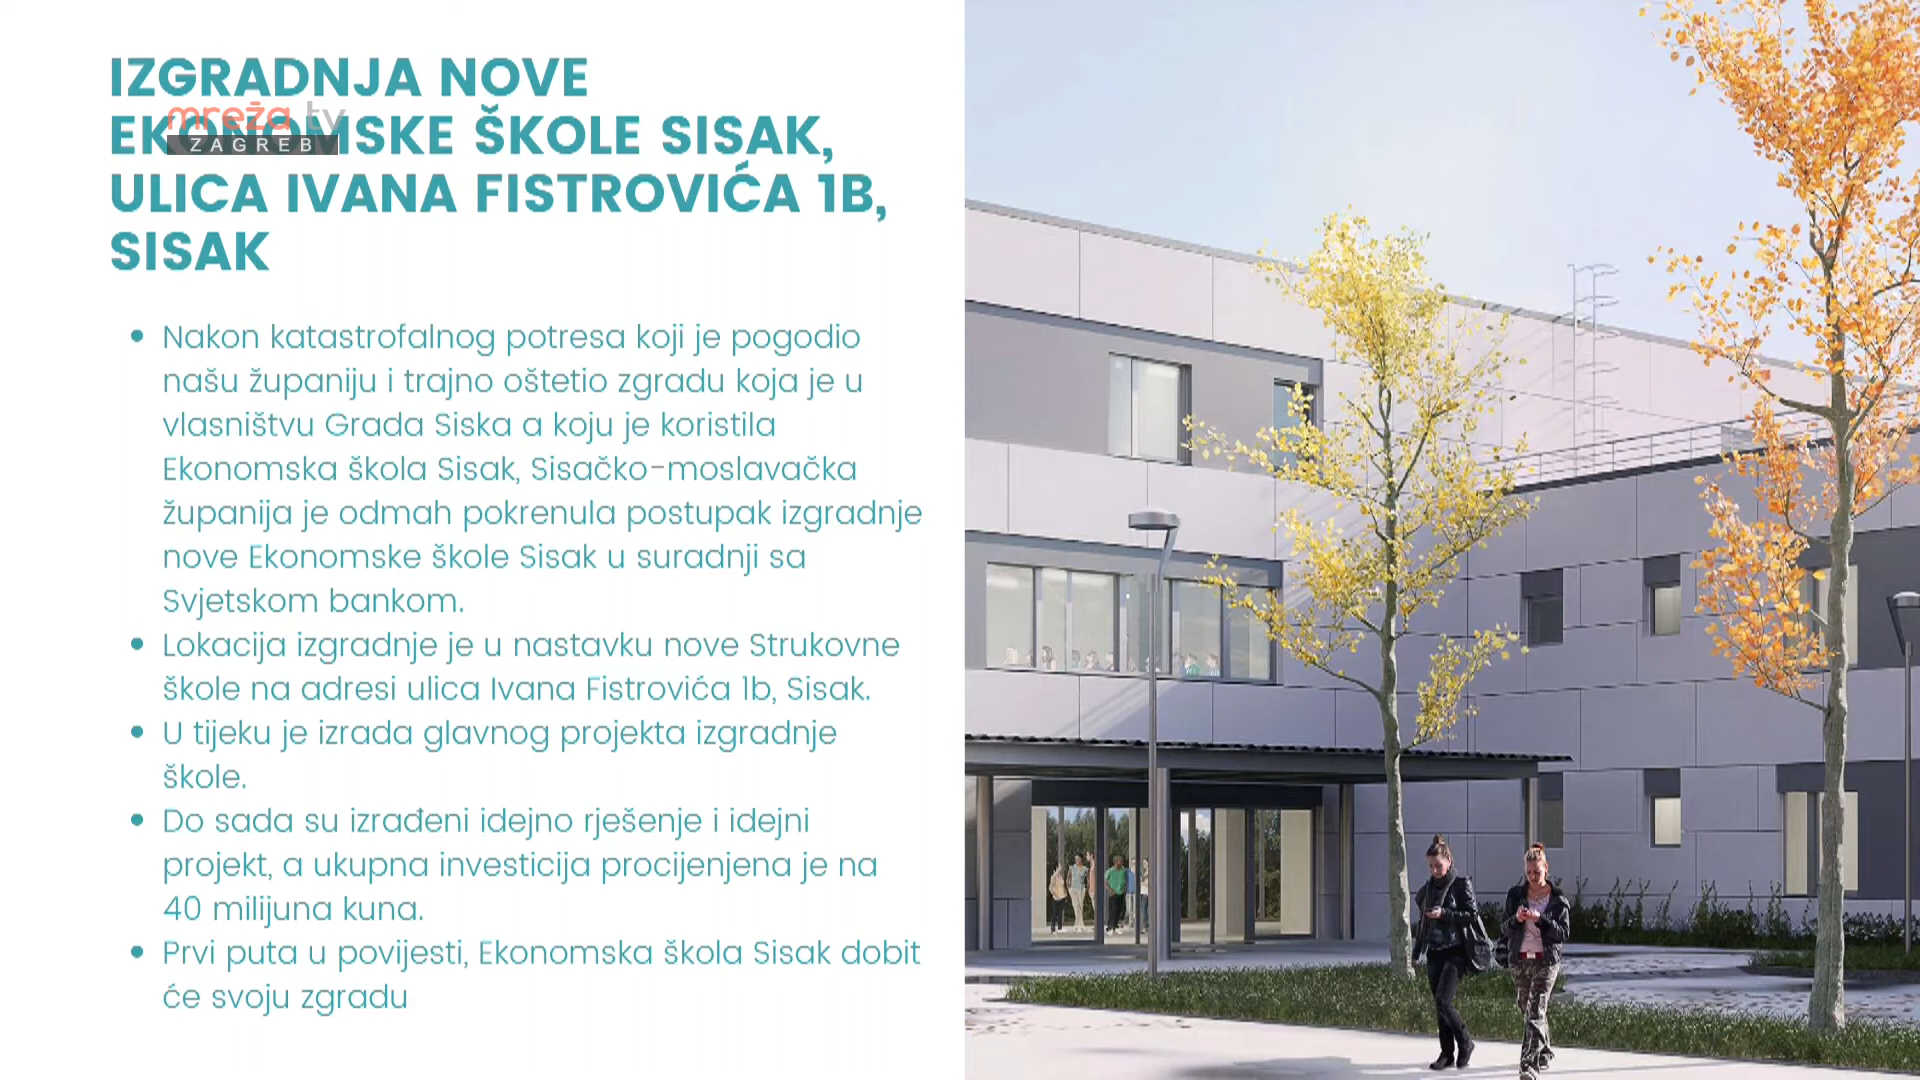 IZGRADNJA NOVE
mreža tv
EKONOMSKE ŠKOLE SISAK,
ZAGREB
ULICA IVANA FISTROVIĆA 1B,
SISAK
• Nakon katastrofalnog potresa koji je pogodio
našu županiju i trajno oštetio zgradu koja je u
vlasništvu Grada Siska a koju je koristila
Ekonomska škola Sisak, Sisačko-moslavačka
županija je odmah pokrenula postupak izgradnje
nove Ekonomske škole Sisak u suradnji sa
Svjetskom bankom.
• Lokacija izgradnje je u nastavku nove Strukovne
škole na adresi ulica Ivana Fistrovića 1b, Sisak.
• U tijeku je izrada glavnog projekta izgradnje
škole.
• Do sada su izrađeni idejno rješenje i idejni
projekt, a ukupna investicija procijenjena je na
40 milijuna kuna.
• Prvi puta u povijesti, Ekonomska škola Sisak dobit
će svoju zgradu